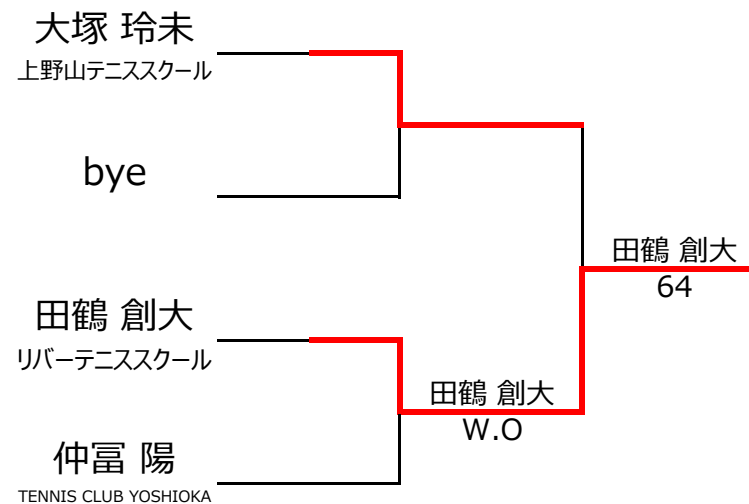 大塚 玲未
上野山テニススクール
bye
田鶴 創大
64
田鶴 創大
リバーテニススクール
田鶴 創大
W.O
仲冨 陽
TENNIS CLUB YOSHIOKA